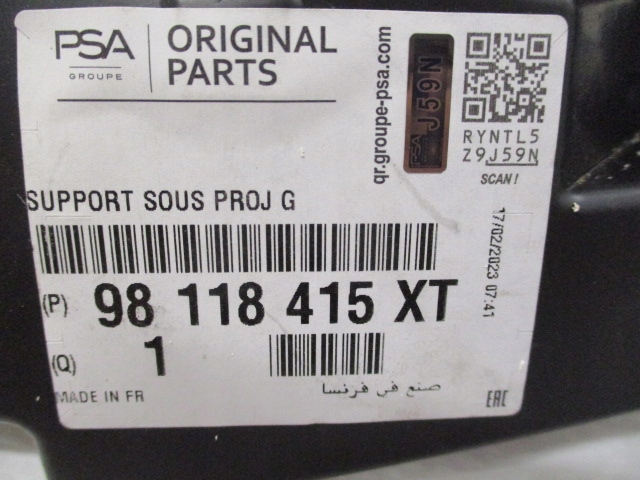 PSA
GROUPE
ORIGINAL
PARTS
qr.groupe-psa.com
PSA
J59N
RYNTL5
Z9J59N
SCAN!
SUPPORT SOUS PROJ G
17/02/2023 07:41
(P) 98 118 415 XT
(Q) 1
MADE IN FR
صنع في فرنسا
EAC